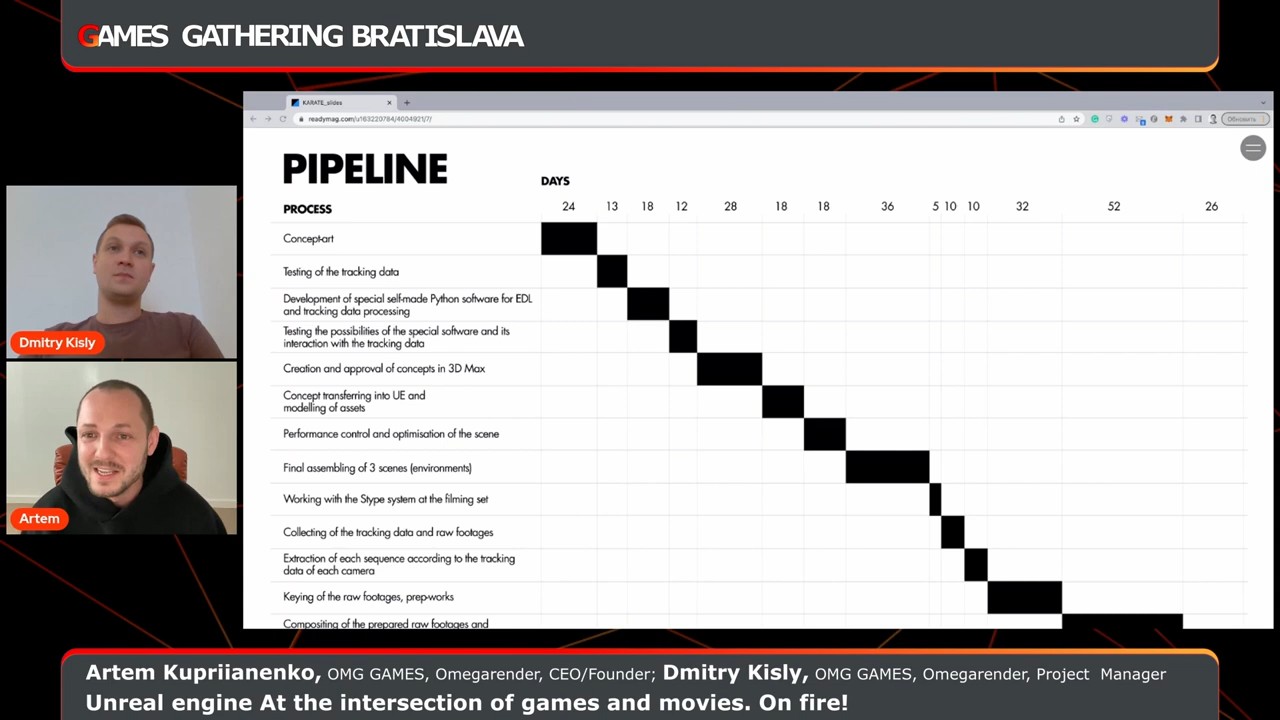 GAMES GATHERING BRATISLAVA
KARATE_slides
readymag.com/u163220784/4004921/7/
Обновить
PIPELINE
DAYS
PROCESS
24 13 18 12 28 18 18 36 5 10 10 32 52 26
Concept-art
Testing of the tracking data
Development of special self-made Python software for EDL
and tracking data processing
Testing the possibilities of the special software and its
interaction with the tracking data
Creation and approval of concepts in 3D Max
Concept transferring into UE and
modelling of assets
Performance control and optimisation of the scene
Final assembling of 3 scenes (environments)
Working with the Stype system at the filming set
Collecting of the tracking data and raw footages
Extraction of each sequence according to the tracking
data of each camera
Keying of the raw footages, prep-works
Compositing of the prepared raw footages and
Dmitry Kisly
Artem
Artem Kupriianenko, OMG GAMES, Omegarender, CEO/Founder; Dmitry Kisly, OMG GAMES, Omegarender, Project Manager
Unreal engine At the intersection of games and movies. On fire!